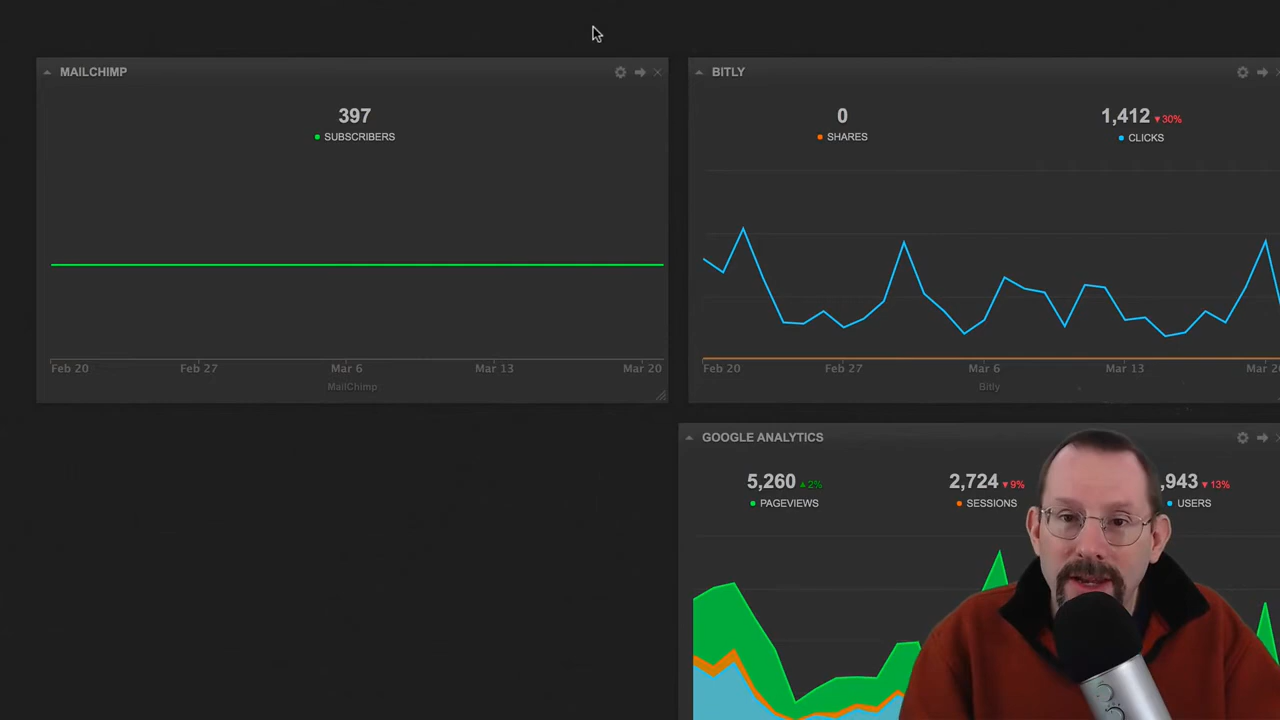 MAILCHIMP
397
SUBSCRIBERS
Feb 20 Feb 27 Mar 6 Mar 13 Mar 20
MailChimp
BITLY
0
SHARES
1,412 ▼30%
CLICKS
Feb 20 Feb 27 Mar 6 Mar 13 Mar
Bitly
GOOGLE ANALYTICS
5,260 ▲2%
PAGEVIEWS
2,724 ▼9%
SESSIONS
,943 ▼13%
USERS